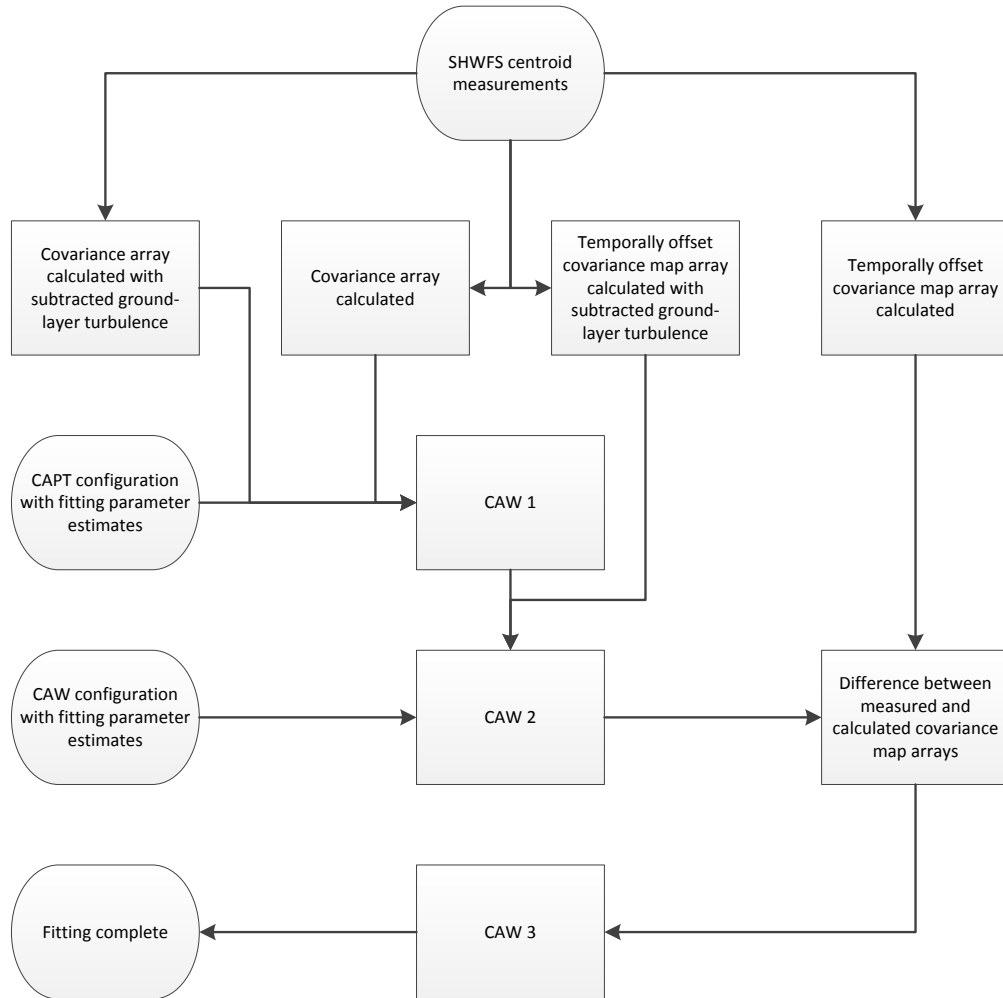 SHWFS centroid
measurements
Covariance array
calculated with
subtracted ground-
layer turbulence
Covariance array
calculated
Temporally offset
covariance map array
calculated with
subtracted ground-
layer turbulence
Temporally offset
covariance map array
calculated
CAPT configuration
with fitting parameter
estimates
CAW 1
CAW configuration
with fitting parameter
estimates
CAW 2
Difference between
measured and
calculated covariance
map arrays
Fitting complete
CAW 3